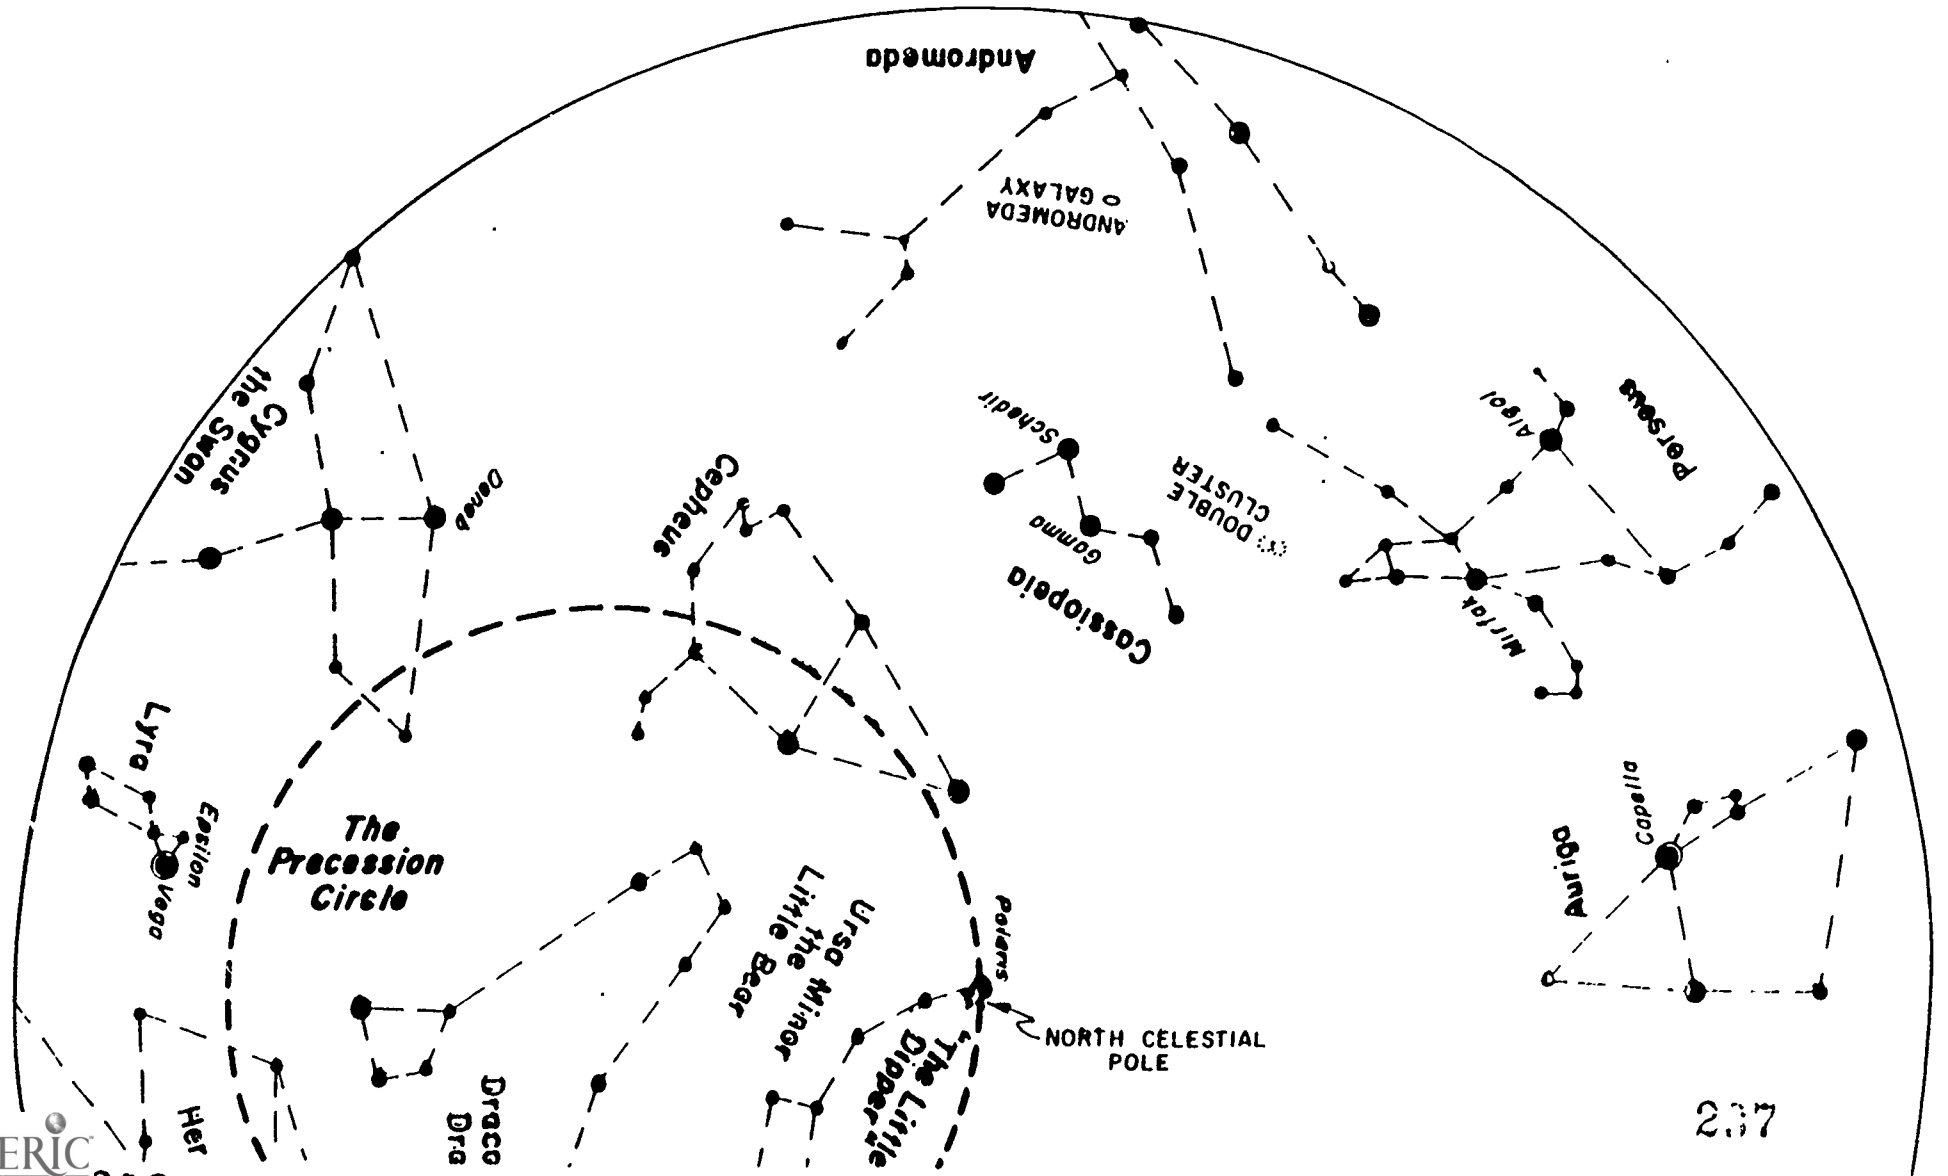 Andromeda
ANDROMEDA
GALAXY
Cygnus
the Swan
Deneb
Cepheus
Schedir
Gamma
Cassiopeia
DOUBLE
CLUSTER
Algol
Perseus
Mirfak
Lyra
Epsilon
Vega
The
Precession
Circle
Ursa Minor
the
Little Bear
Polaris
"The Little
Dipper"
NORTH CELESTIAL
POLE
Capella
Auriga
Her
Draco
Dra
237
ERIC